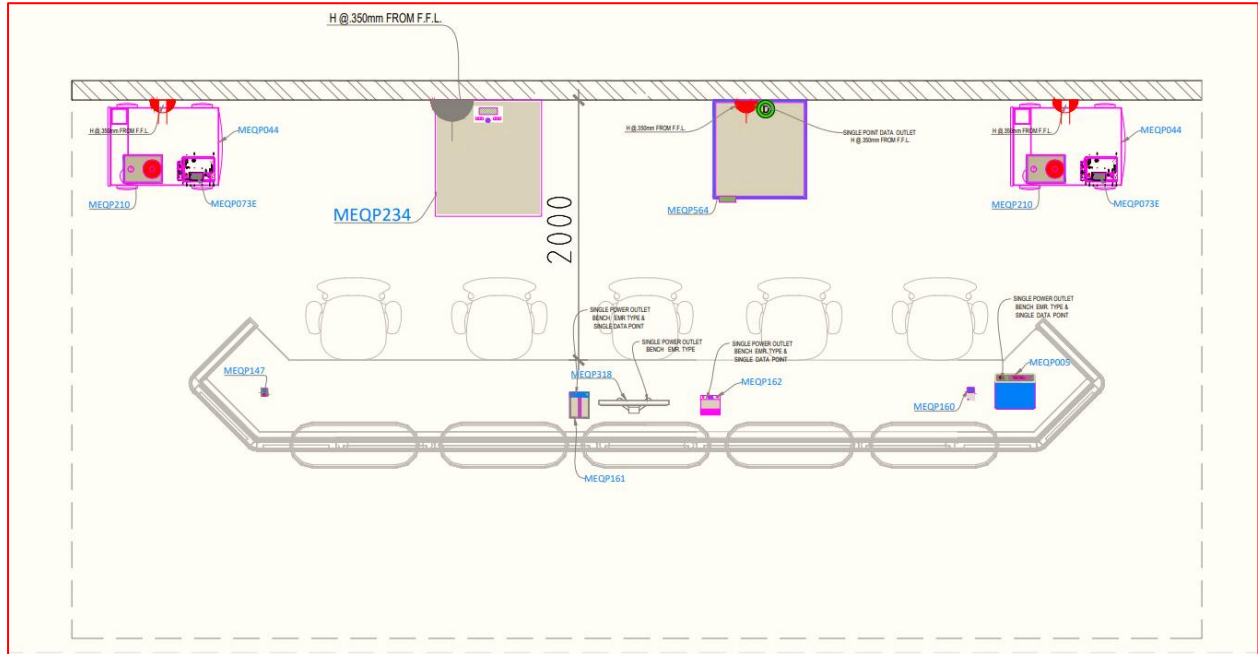 H @.350mm FROM F.F.L.
MEQP044
H @.350mm FROM F.F.L.
MEQP210
MEQP073E
MEQP234
2000
H @.350mm FROM F.F.L.
D
SINGLE POINT DATA OUTLET
H @.350mm FROM F.F.L.
MEQP564
H @.350mm FROM F.F.L.
MEQP044
MEQP210
MEQP073E
SINGLE POWER OUTLET
BENCH EMR TYPE &
SINGLE DATA POINT
SINGLE POWER OUTLET
BENCH EMR. TYPE
SINGLE POWER OUTLET
BENCH EMR. TYPE &
SINGLE DATA POINT
SINGLE POWER OUTLET
BENCH EMR. TYPE &
SINGLE DATA POINT
MEQP147
MEQP318
MEQP162
MEQP160
MEQP005
MEQP161